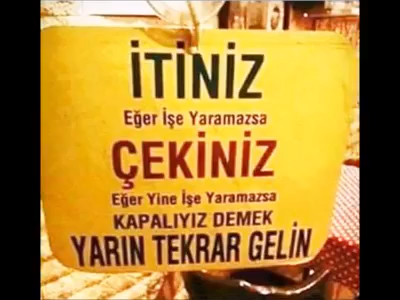 İTİNİZ
Eğer İşe Yaramazsa
ÇEKİNİZ
Eğer Yine İşe Yaramazsa
KAPALIYIZ DEMEK
YARIN TEKRAR GELİN